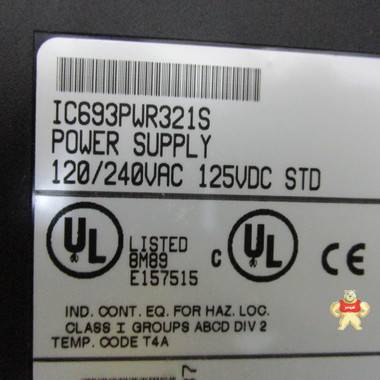 IC693PWR321S
POWER SUPPLY
120/240VAC 125VDC STD
UL LISTED C UL CE
8M89
E157515
IND. CONT. EQ. FOR HAZ. LOC.
CLASS I GROUPS ABCD DIV 2
TEMP. CODE T4A
7